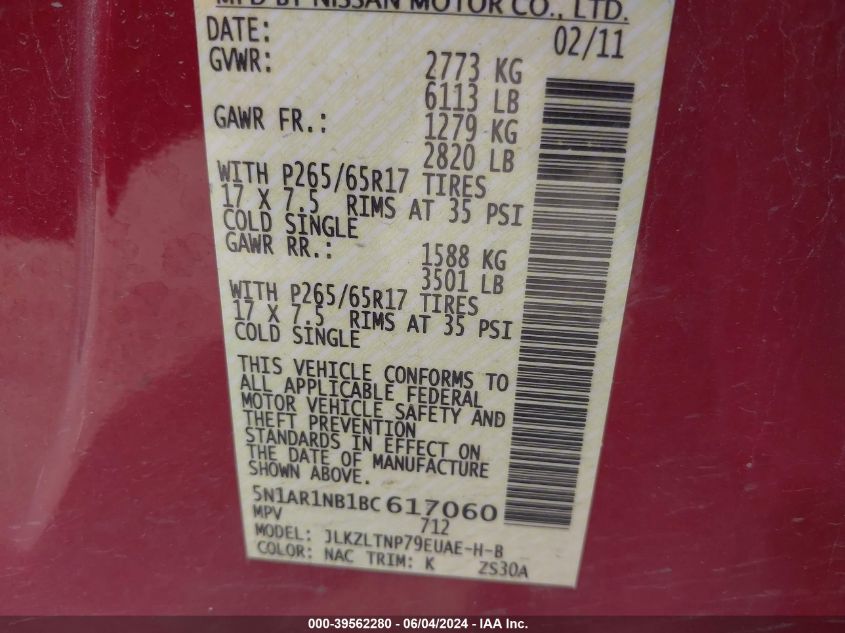 MFD BY NISSAN MOTOR CO., LTD.
DATE: 02/11
GVWR: 2773 KG
6113 LB
GAWR FR.: 1279 KG
2820 LB
WITH P265/65R17 TIRES
17 X 7.5 RIMS AT 35 PSI
COLD SINGLE
GAWR RR.: 1588 KG
3501 LB
WITH P265/65R17 TIRES
17 X 7.5 RIMS AT 35 PSI
COLD SINGLE
THIS VEHICLE CONFORMS TO
ALL APPLICABLE FEDERAL
MOTOR VEHICLE SAFETY AND
THEFT PREVENTION
STANDARDS IN EFFECT ON
THE DATE OF MANUFACTURE
SHOWN ABOVE.
5N1AR1NB1BC617060
MPV 712
MODEL: JLKZLTNP79EUAE-H-B
COLOR: NAC TRIM: K ZS30A
000-39562280 - 06/04/2024 - IAA Inc.